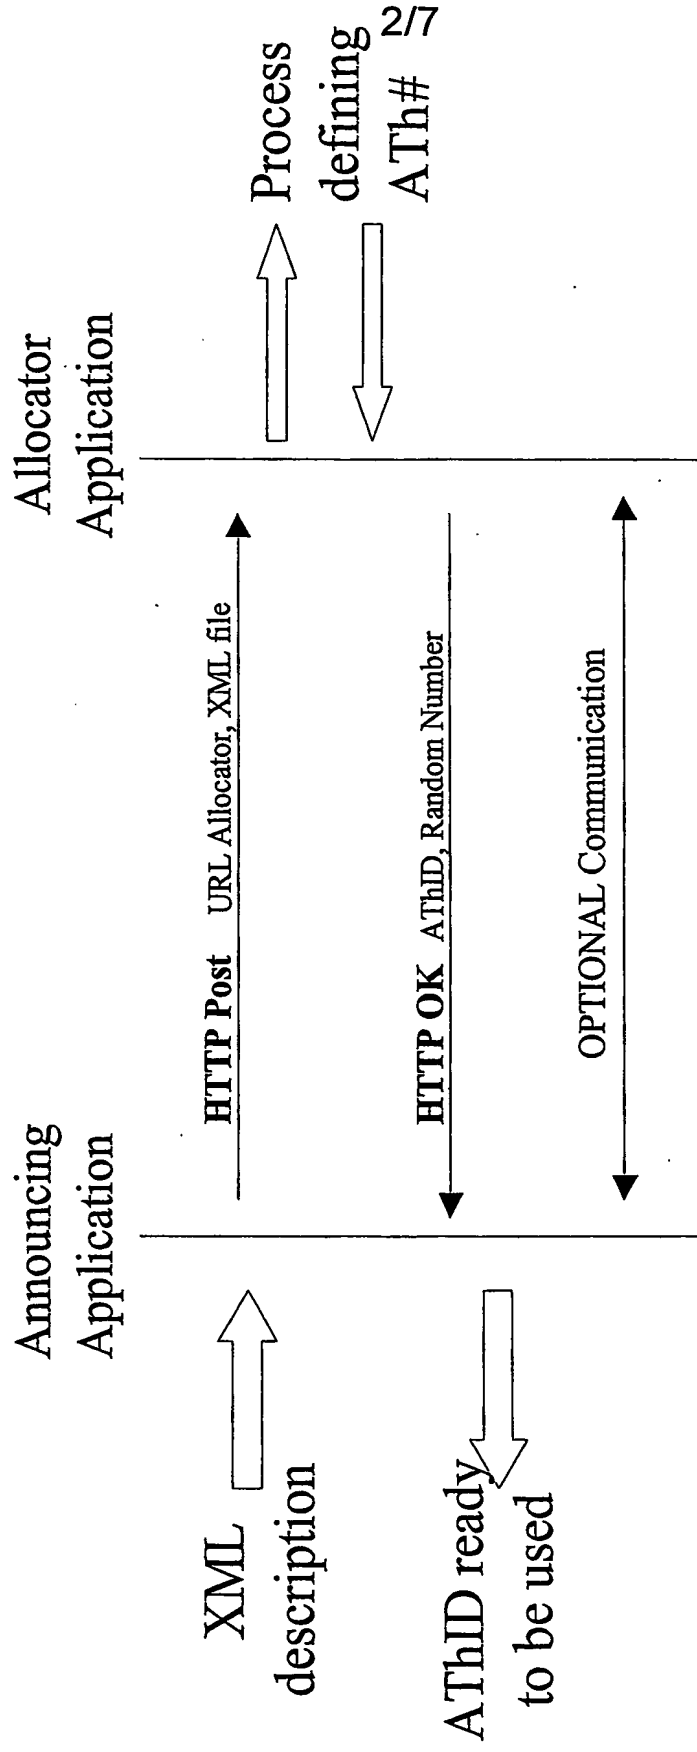 2/7
Announcing
Application
Allocator
Application
XML
description
HTTP Post URL Allocator, XML file
Process
defining
ATh#
HTTP OK AThID, Random Number
AThID ready
to be used
OPTIONAL Communication